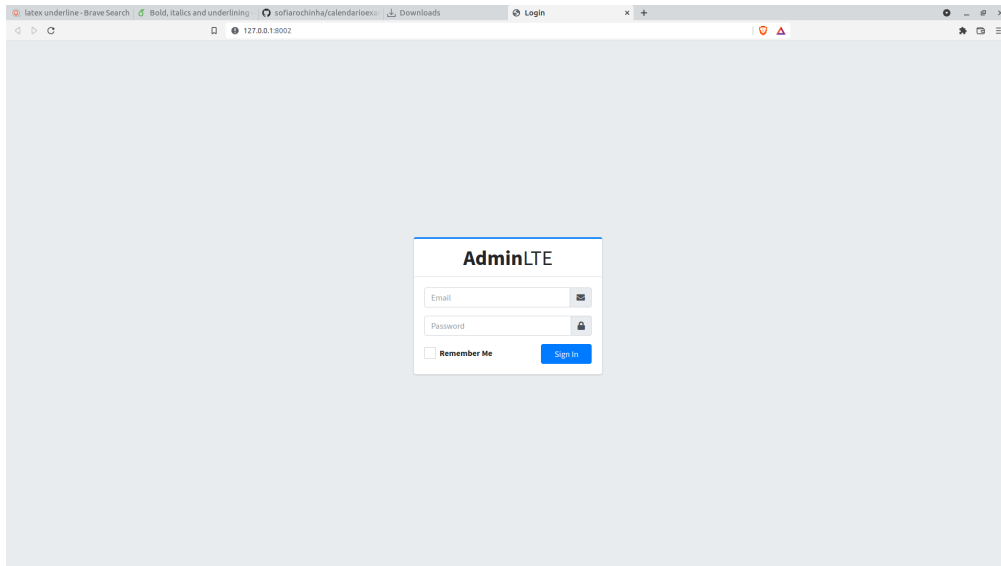 latex underline - Brave Search Bold, italics and underlining sofiarochinha/calendarioexa Downloads Login
127.0.0.1:8002
AdminLTE
Email
Password
Remember Me Sign In